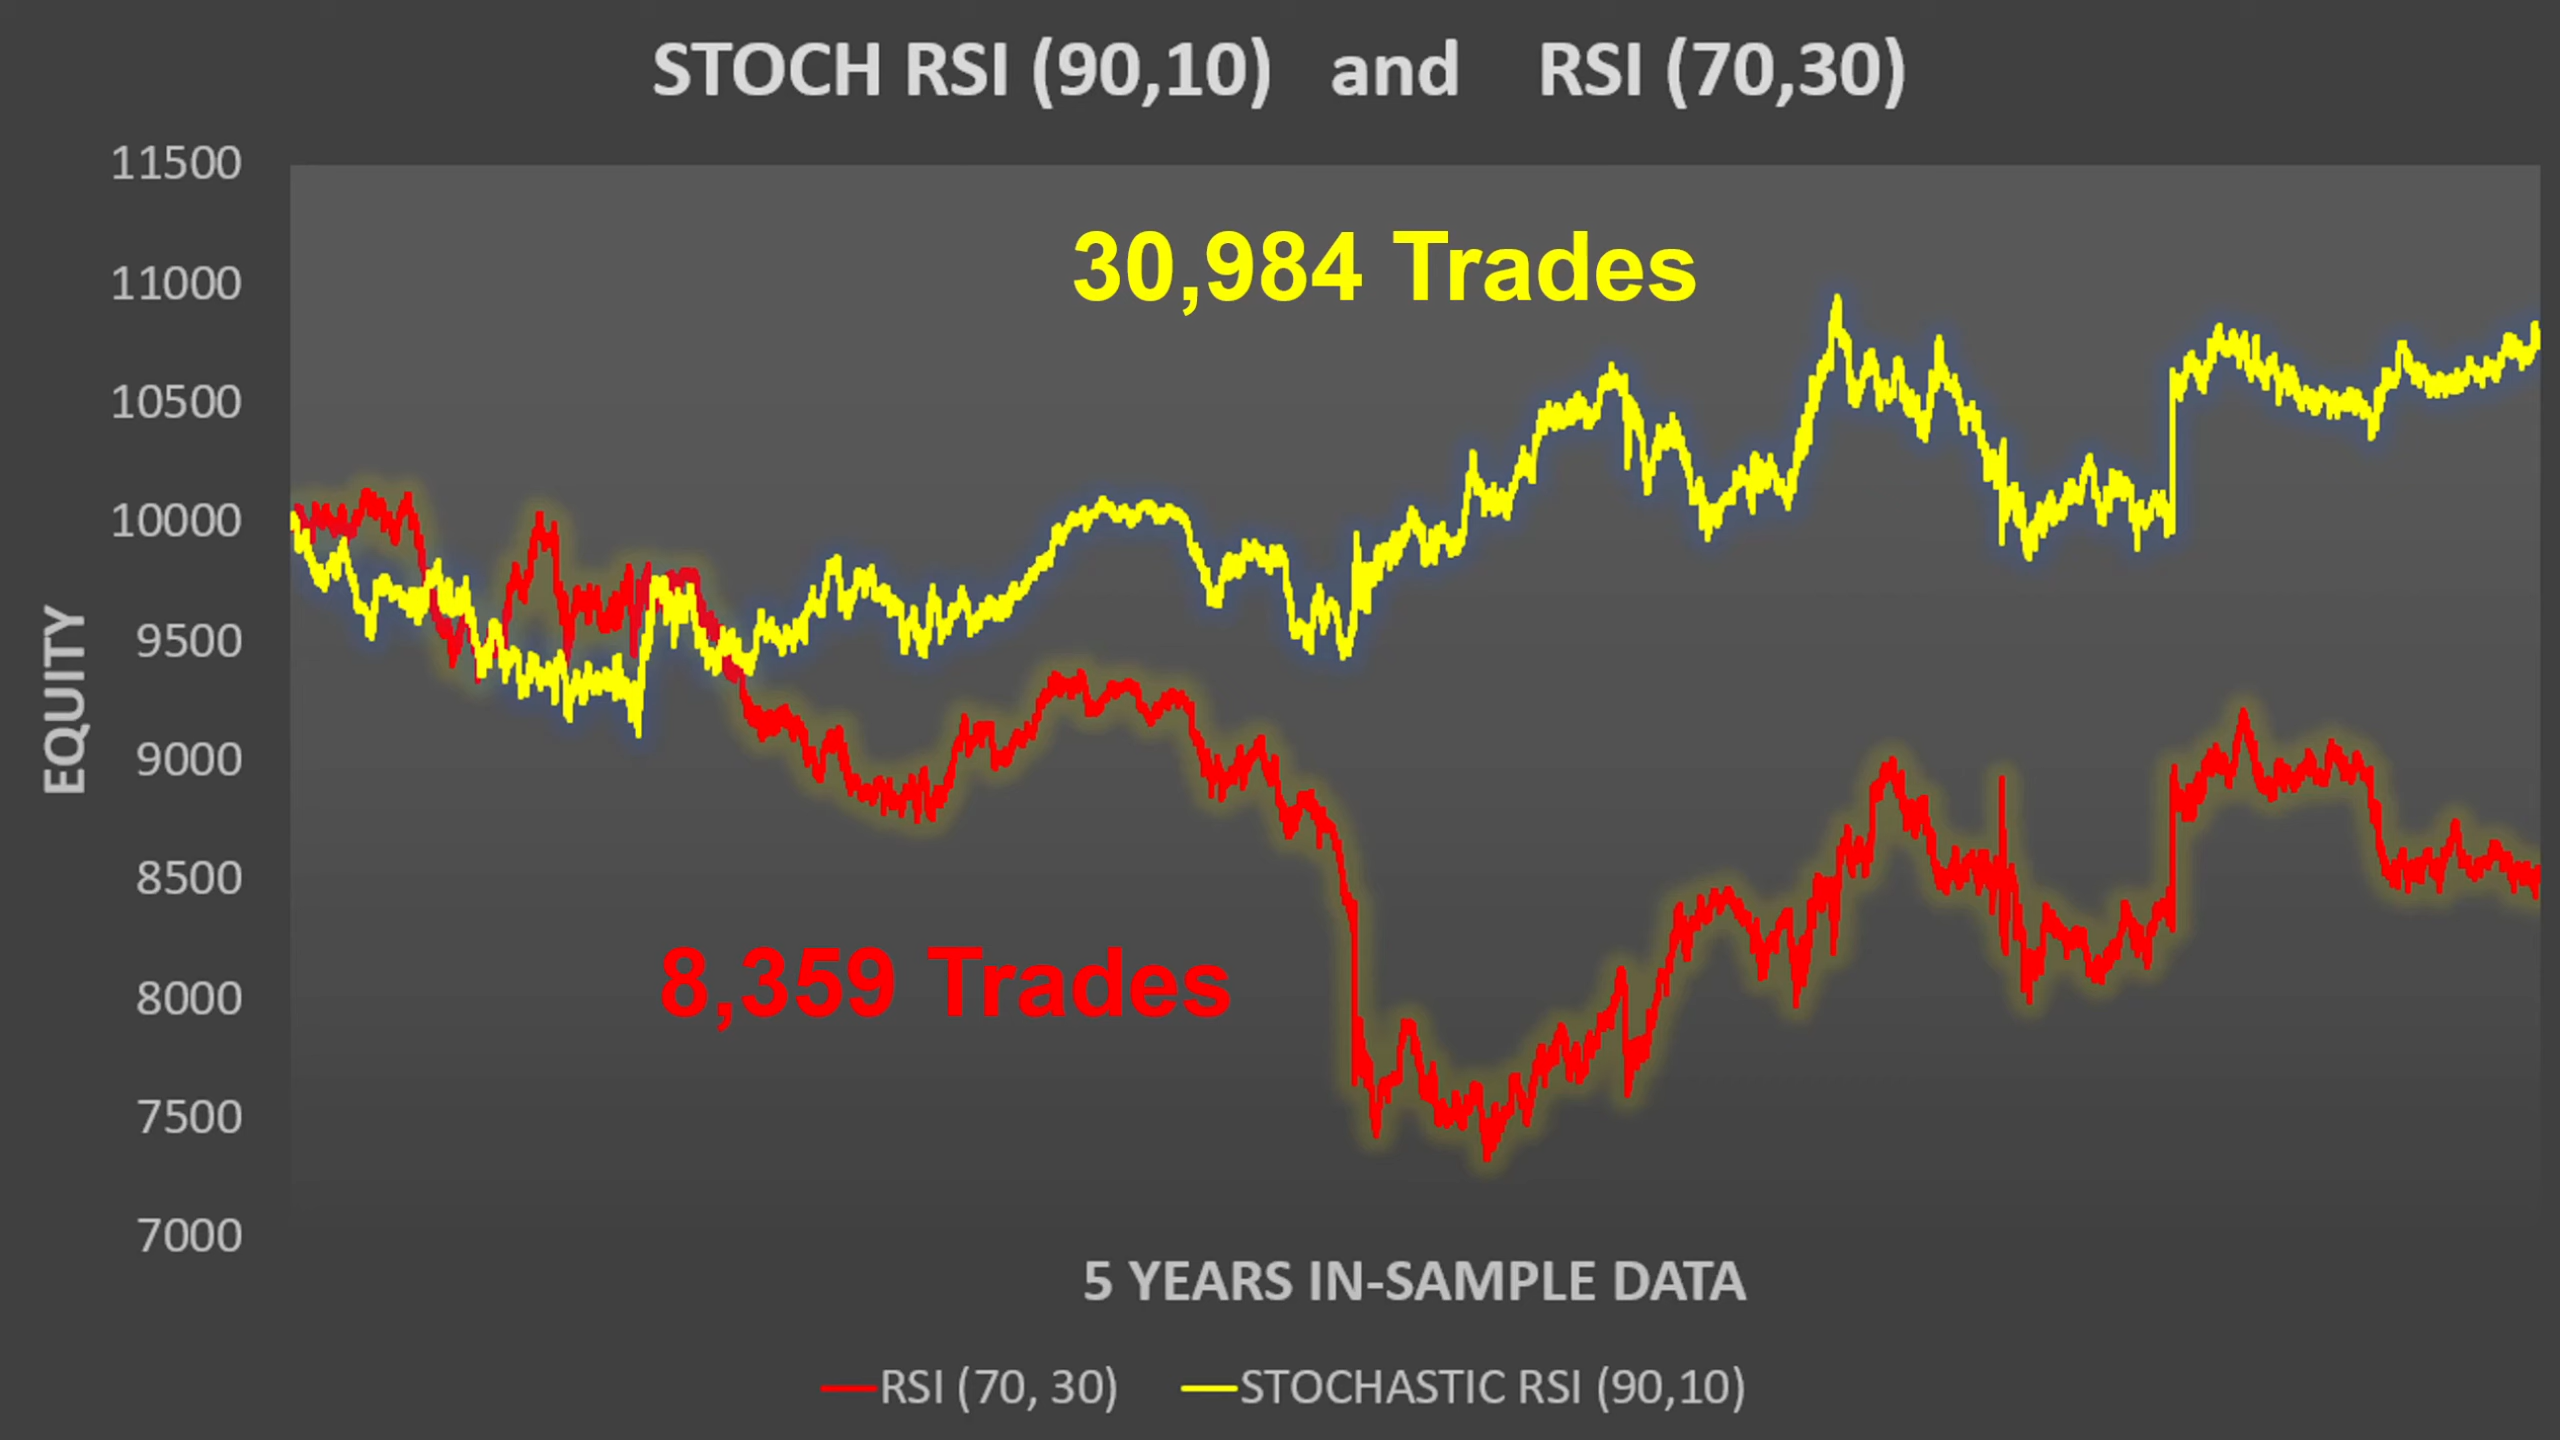 STOCH RSI (90,10) and RSI (70,30)
11500
11000
10500
10000
9500
9000
8500
8000
7500
7000
EQUITY
30,984 Trades
8,359 Trades
5 YEARS IN-SAMPLE DATA
RSI (70, 30) STOCHASTIC RSI (90,10)